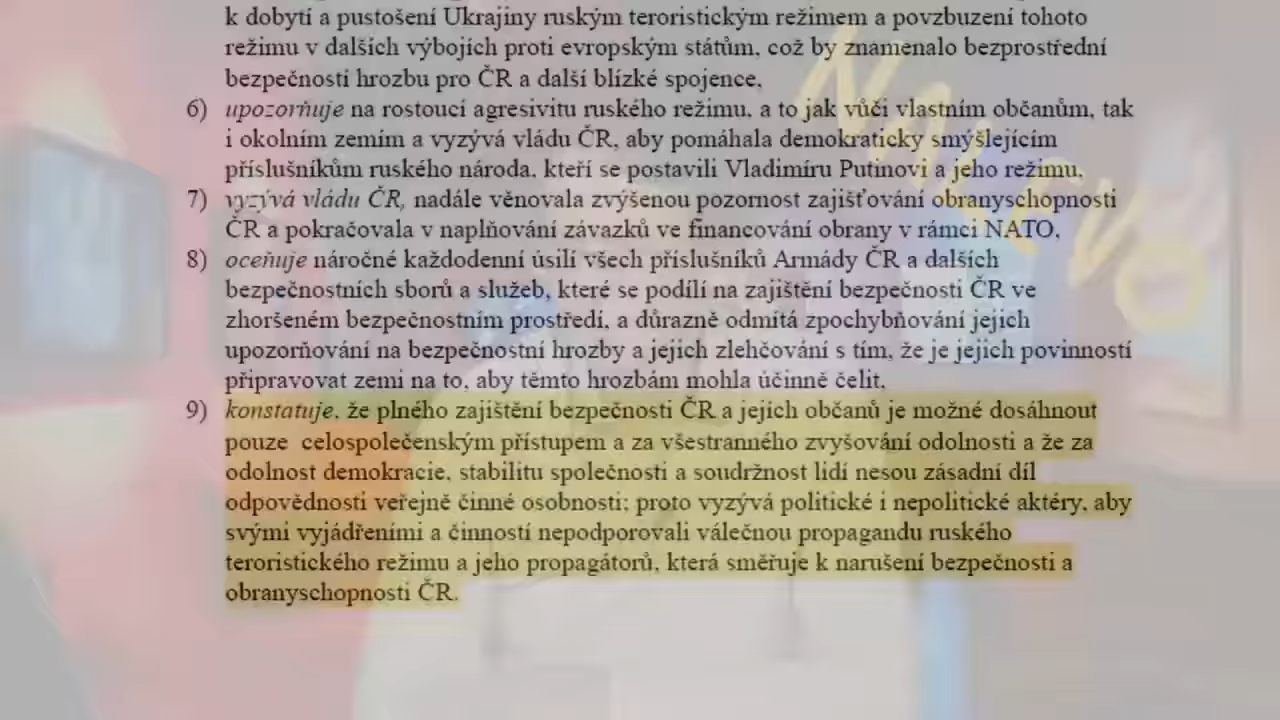 k dobytí a pustošení Ukrajiny ruským teroristickým režimem a povzbuzení tohoto
režimu v dalších výbojích proti evropským státům, což by znamenalo bezprostřední
bezpečností hrozbu pro ČR a další blízké spojence,
6) upozorňuje na rostoucí agresivitu ruského režimu, a to jak vůči vlastním občanům, tak
i okolním zemím a vyzývá vládu ČR, aby pomáhala demokraticky smýšlejícím
příslušníkům ruského národa, kteří se postavili Vladimíru Putinovi a jeho režimu,
7) vyzývá vládu ČR, nadále věnovala zvýšenou pozornost zajišťování obranyschopnosti
ČR a pokračovala v naplňování závazků ve financování obrany v rámci NATO,
8) oceňuje náročné každodenní úsilí všech příslušníků Armády ČR a dalších
bezpečnostních sborů a služeb, které se podílí na zajištění bezpečnosti ČR ve
zhoršeném bezpečnostním prostředí, a důrazně odmítá zpochybňování jejich
upozorňování na bezpečnostní hrozby a jejich zlehčování s tím, že je jejich povinností
připravovat zemi na to, aby těmto hrozbám mohla účinně čelit,
9) konstatuje, že plného zajištění bezpečnosti ČR a jejích občanů je možné dosáhnout
pouze celospolečenským přístupem a za všestranného zvyšování odolnosti a že za
odolnost demokracie, stabilitu společnosti a soudržnost lidí nesou zásadní díl
odpovědnosti veřejně činné osobnosti; proto vyzývá politické i nepolitické aktéry, aby
svými vyjádřeními a činností nepodporovali válečnou propagandu ruského
teroristického režimu a jeho propagátorů, která směřuje k narušení bezpečnosti a
obranyschopnosti ČR.
NALEVO